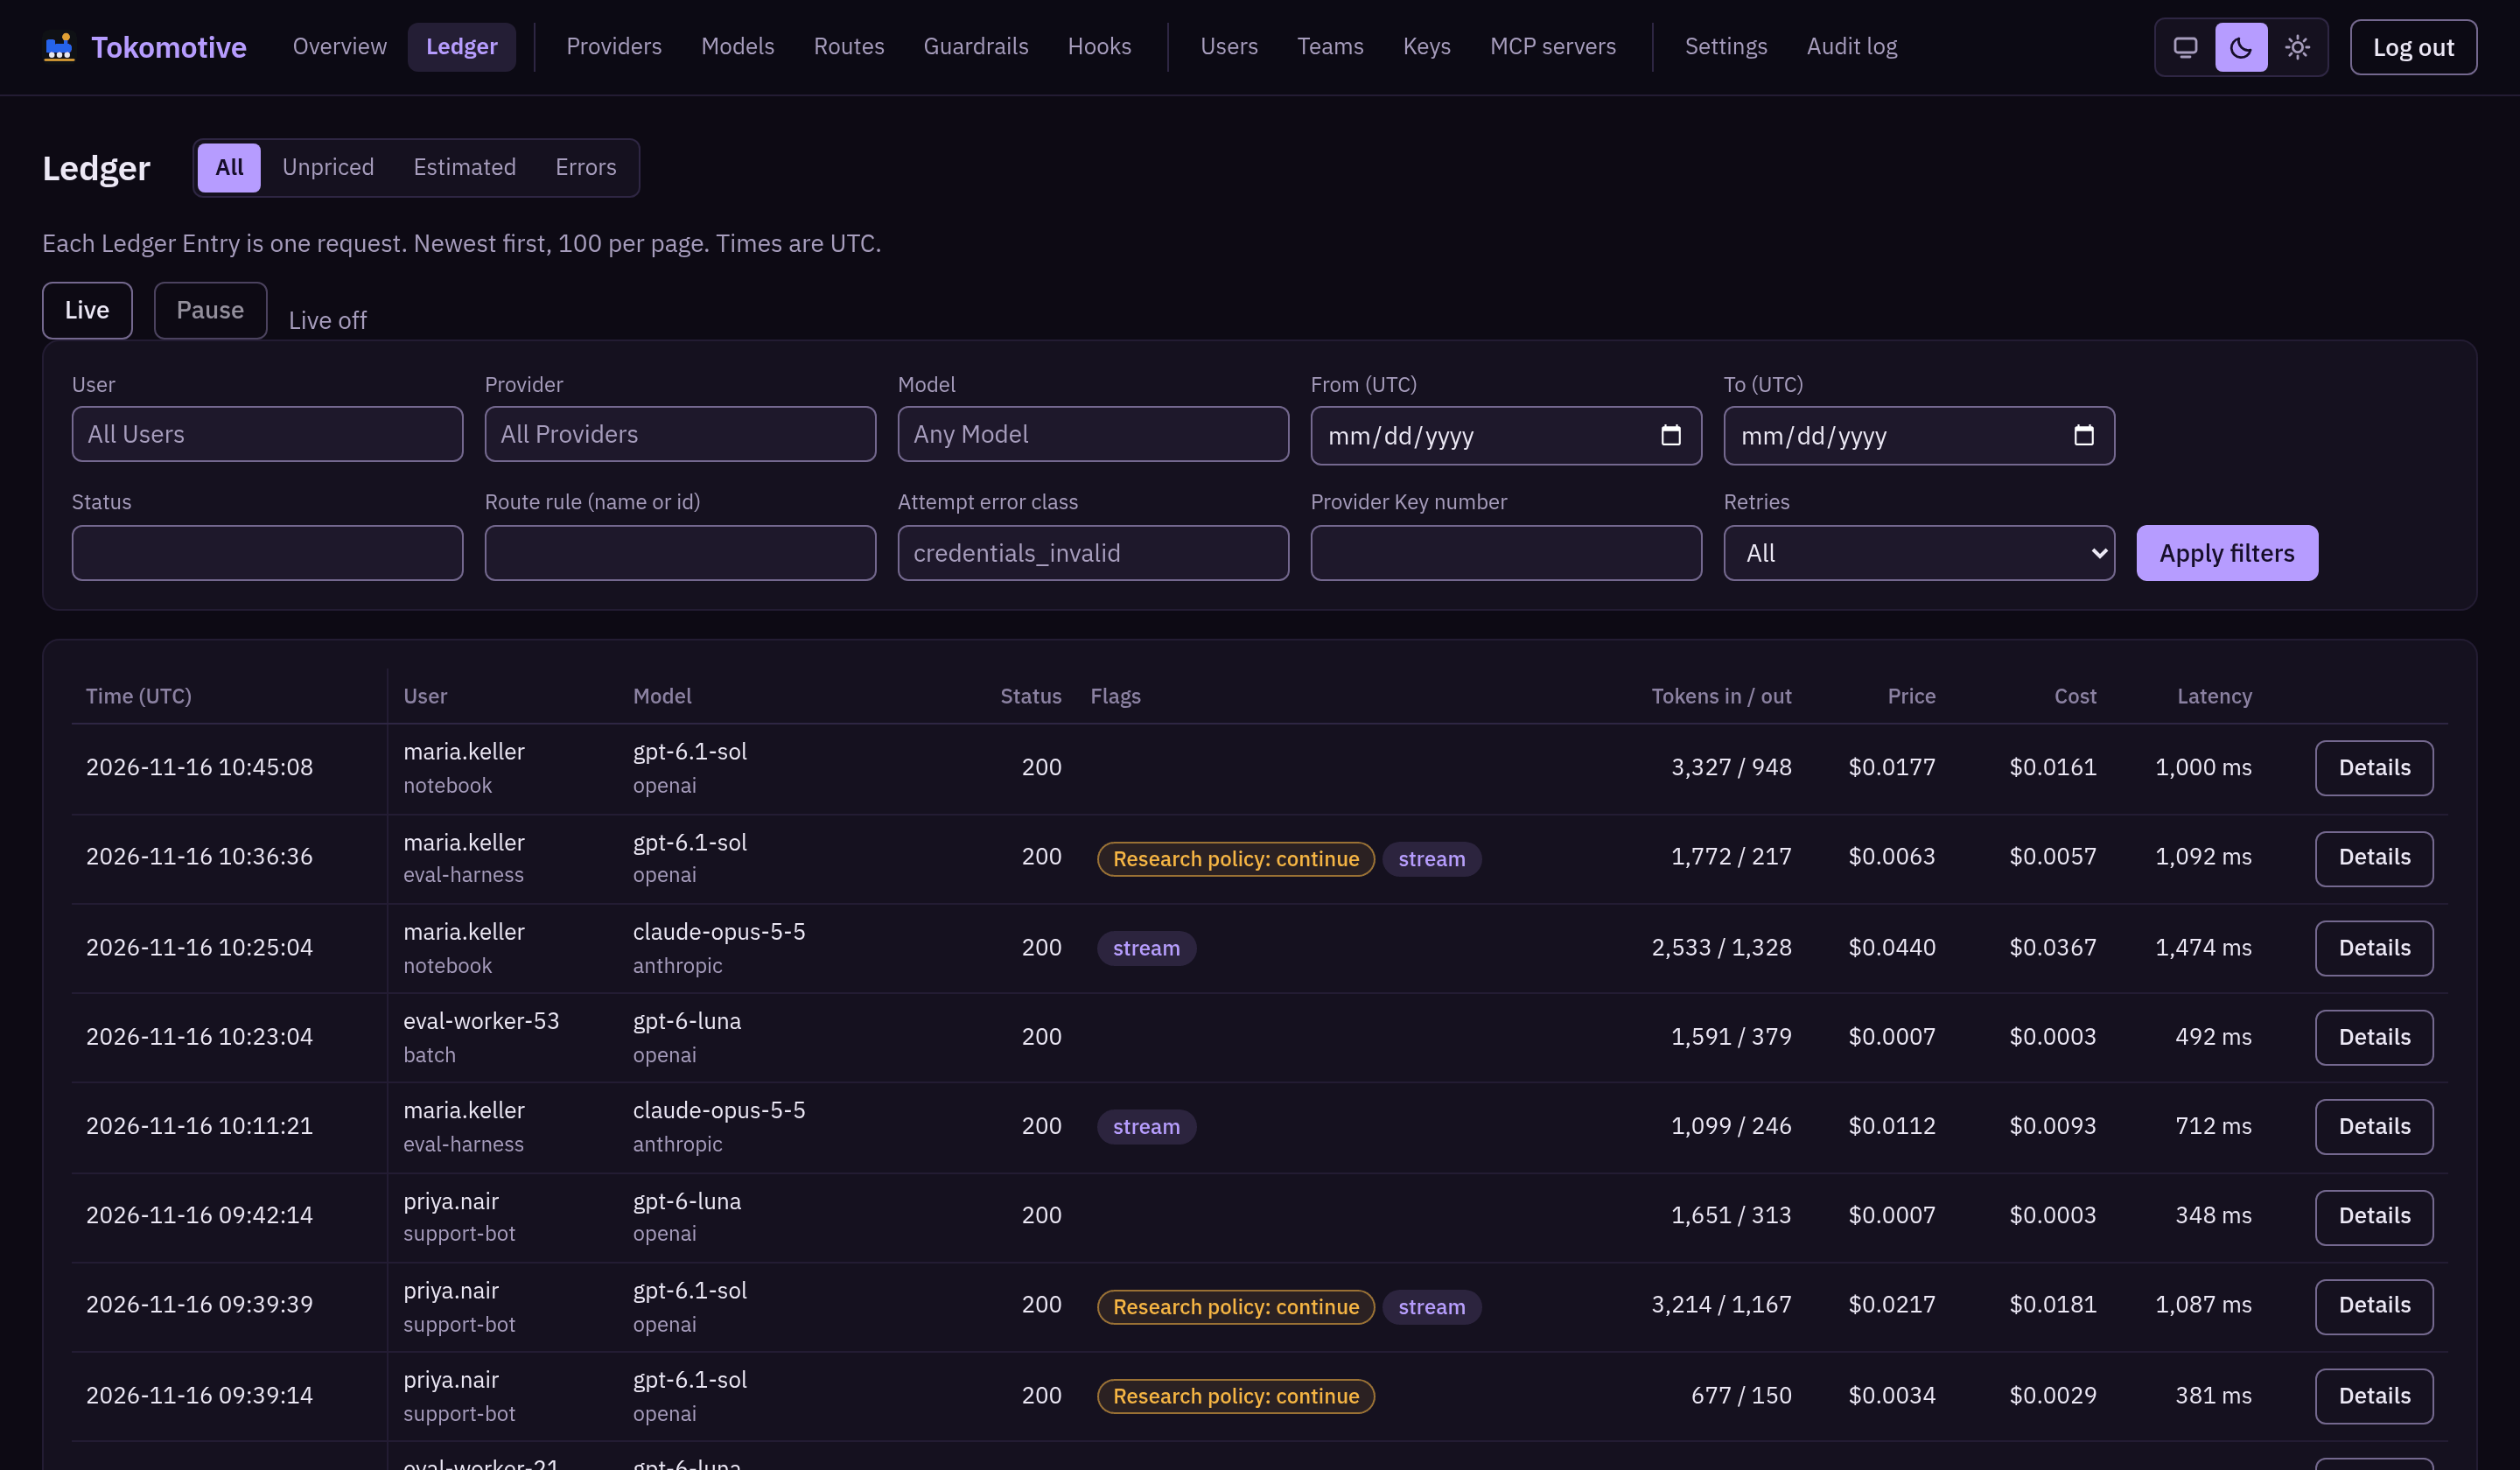 Tokomotive Overview Ledger Providers Models Routes Guardrails Hooks Users Teams Keys MCP servers Settings Audit log Log out
Ledger All Unpriced Estimated Errors
Each Ledger Entry is one request. Newest first, 100 per page. Times are UTC.
Live Pause Live off
User Provider Model From (UTC) To (UTC)
All Users All Providers Any Model mm/dd/yyyy mm/dd/yyyy
Status Route rule (name or id) Attempt error class Provider Key number Retries
credentials_invalid All Apply filters
Time (UTC) User Model Status Flags Tokens in / out Price Cost Latency
2026-11-16 10:45:08 maria.keller gpt-6.1-sol 200 3,327 / 948 $0.0177 $0.0161 1,000 ms Details
notebook openai
2026-11-16 10:36:36 maria.keller gpt-6.1-sol 200 Research policy: continue stream 1,772 / 217 $0.0063 $0.0057 1,092 ms Details
eval-harness openai
2026-11-16 10:25:04 maria.keller claude-opus-5-5 200 stream 2,533 / 1,328 $0.0440 $0.0367 1,474 ms Details
notebook anthropic
2026-11-16 10:23:04 eval-worker-53 gpt-6-luna 200 1,591 / 379 $0.0007 $0.0003 492 ms Details
batch openai
2026-11-16 10:11:21 maria.keller claude-opus-5-5 200 stream 1,099 / 246 $0.0112 $0.0093 712 ms Details
eval-harness anthropic
2026-11-16 09:42:14 priya.nair gpt-6-luna 200 1,651 / 313 $0.0007 $0.0003 348 ms Details
support-bot openai
2026-11-16 09:39:39 priya.nair gpt-6.1-sol 200 Research policy: continue stream 3,214 / 1,167 $0.0217 $0.0181 1,087 ms Details
support-bot openai
2026-11-16 09:39:14 priya.nair gpt-6.1-sol 200 Research policy: continue 677 / 150 $0.0034 $0.0029 381 ms Details
support-bot openai
eval-worker-21 gpt-6-luna